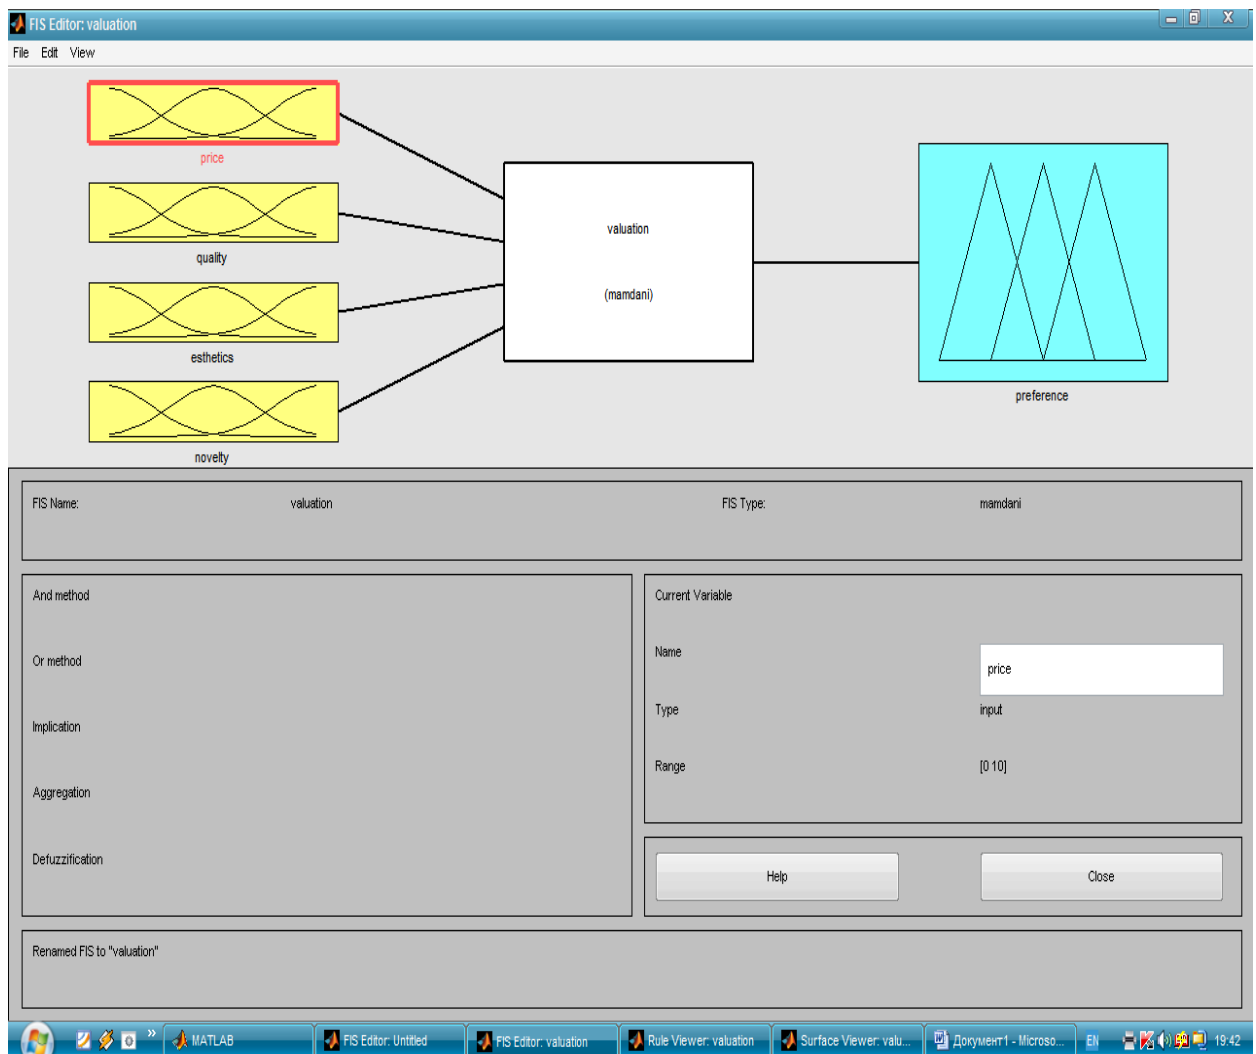 FIS Editor: valuation
File Edit View
price
quality
esthetics
novelty
valuation
(mamdani)
preference
FIS Name: valuation FIS Type: mamdani
And method
Or method
Implication
Aggregation
Defuzzification
Current Variable
Name price
Type input
Range [0 10]
Help Close
Renamed FIS to "valuation"
» MATLAB FIS Editor: Untitled FIS Editor: valuation Rule Viewer: valuation Surface Viewer: valu... Документ1 - Microso... EN 19:42